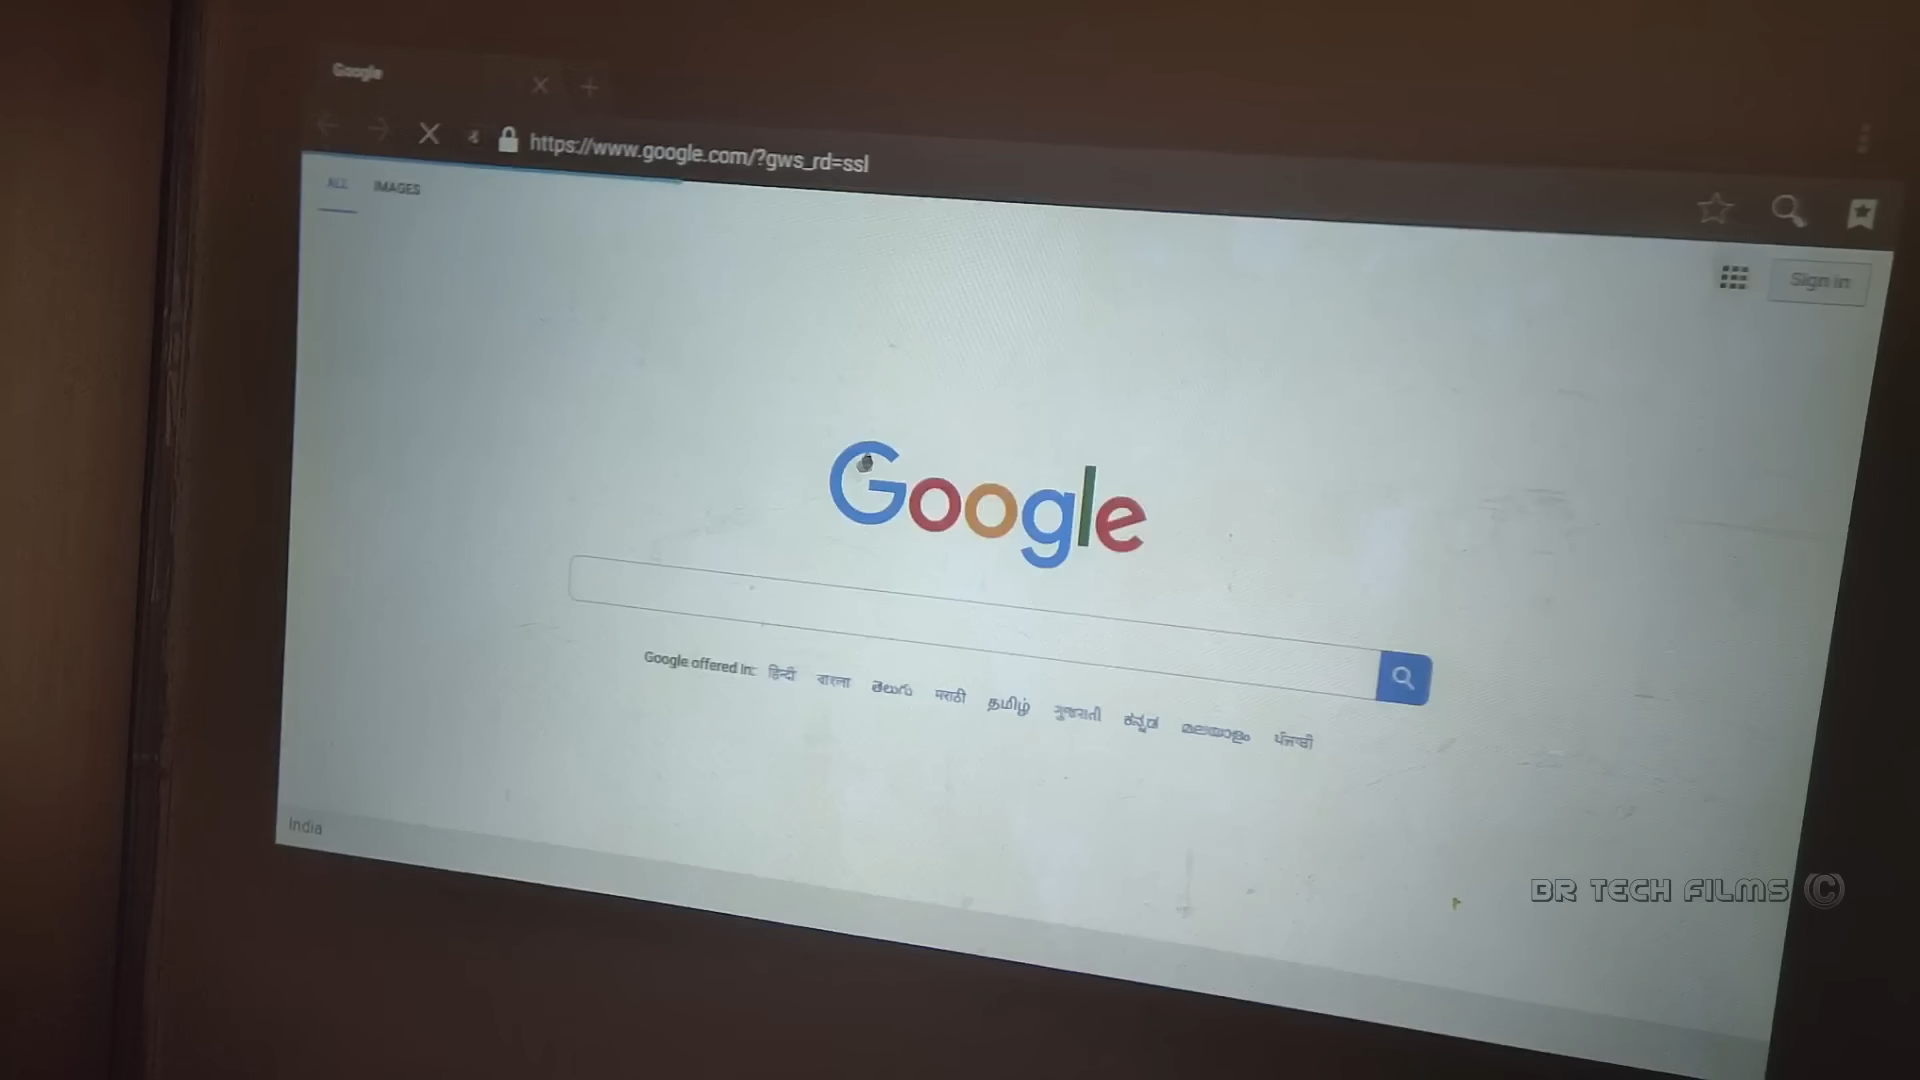 Google
https://www.google.com/?gws_rd=ssl
ALL IMAGES
Sign in
Google
Google offered in: हिन्दी বাংলা తెలుగు मराठी தமிழ் ગુજરાતી ಕನ್ನಡ മലയാളം ਪੰਜਾਬੀ
India
BR TECH FILMS ©